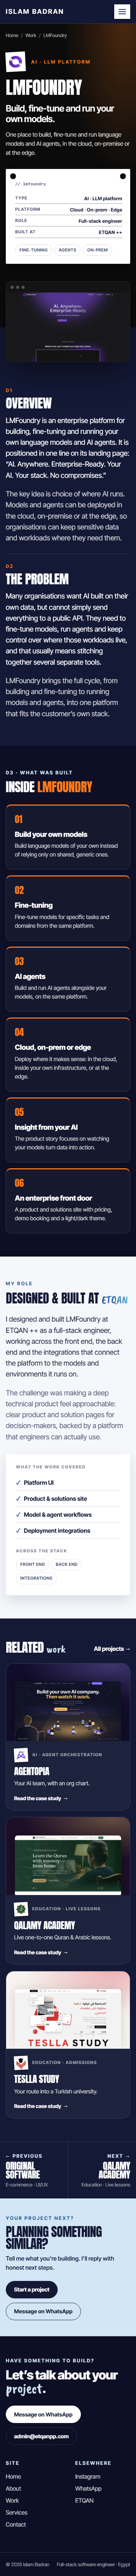 ISLAM BADRAN
Home / Work / LMFoundry
AI · LLM PLATFORM
LMFOUNDRY
Build, fine-tune and run your
own models.
One place to build, fine-tune and run language
models and AI agents, in the cloud, on-premise or
at the edge.
// lmfoundry
TYPE AI · LLM platform
PLATFORM Cloud · On-prem · Edge
ROLE Full-stack engineer
BUILT AT ETQAN ++
FINE-TUNING AGENTS ON-PREM
AI, Anywhere.
Enterprise-Ready.
01
OVERVIEW
LMFoundry is an enterprise platform for
building, fine-tuning and running your
own language models and AI agents. It is
positioned in one line on its landing page:
“AI. Anywhere. Enterprise-Ready. Your
AI. Your stack. No compromises.”
The key idea is choice of where AI runs.
Models and agents can be deployed in
the cloud, on-premise or at the edge, so
organisations can keep sensitive data
and workloads where they need them.
02
THE PROBLEM
Many organisations want AI built on their
own data, but cannot simply send
everything to a public API. They need to
fine-tune models, run agents and keep
control over where the workloads live,
and that usually means stitching
together several separate tools.
LMFoundry brings the full cycle, from
building and fine-tuning to running
models and agents, into one platform
that fits the customer’s own stack.
03 · WHAT WAS BUILT
INSIDE LMFOUNDRY
01
Build your own models
Build language models of your own instead
of relying only on shared, generic ones.
02
Fine-tuning
Fine-tune models for specific tasks and
domains from the same platform.
03
AI agents
Build and run AI agents alongside your
models, on the same platform.
04
Cloud, on-prem or edge
Deploy where it makes sense: in the cloud,
inside your own infrastructure, or at the
edge.
05
Insight from your AI
The product story focuses on watching
your models turn data into action.
06
An enterprise front door
A product and solutions site with pricing,
demo booking and a light/dark theme.
MY ROLE
DESIGNED & BUILT AT ETQAN
I designed and built LMFoundry at
ETQAN ++ as a full-stack engineer,
working across the front end, the back
end and the integrations that connect
the platform to the models and
environments it runs on.
The challenge was making a deep
technical product feel approachable:
clear product and solution pages for
decision-makers, backed by a platform
that engineers can actually use.
WHAT THE WORK COVERED
✓ Platform UI
✓ Product & solutions site
✓ Model & agent workflows
✓ Deployment integrations
ACROSS THE STACK
FRONT END BACK END
INTEGRATIONS
RELATED work
All projects →
Build your own AI company.
Then watch it work.
AI · AGENT ORCHESTRATION
AGENTOPIA
Your AI team, with an org chart.
Read the case study →
Learn the Quran
with meaning
EDUCATION · LIVE LESSONS
QALAMY ACADEMY
Live one-to-one Quran & Arabic lessons.
Read the case study →
EDUCATION · ADMISSIONS
TESLLA STUDY
Your route into a Turkish university.
Read the case study →
← PREVIOUS
ORIGINAL
SOFTWARE
E-commerce · UI/UX
NEXT →
QALAMY
ACADEMY
Education · Live lessons
YOUR PROJECT NEXT?
PLANNING SOMETHING
SIMILAR?
Tell me what you’re building. I’ll reply with
honest next steps.
Start a project
Message on WhatsApp
HAVE SOMETHING TO BUILD?
Let’s talk about your
project.
Message on WhatsApp
admin@etqanpp.com
SITE
Home
About
Work
Services
Contact
ELSEWHERE
Instagram
WhatsApp
ETQAN
© 2026 Islam Badran
Full-stack software engineer · Egypt